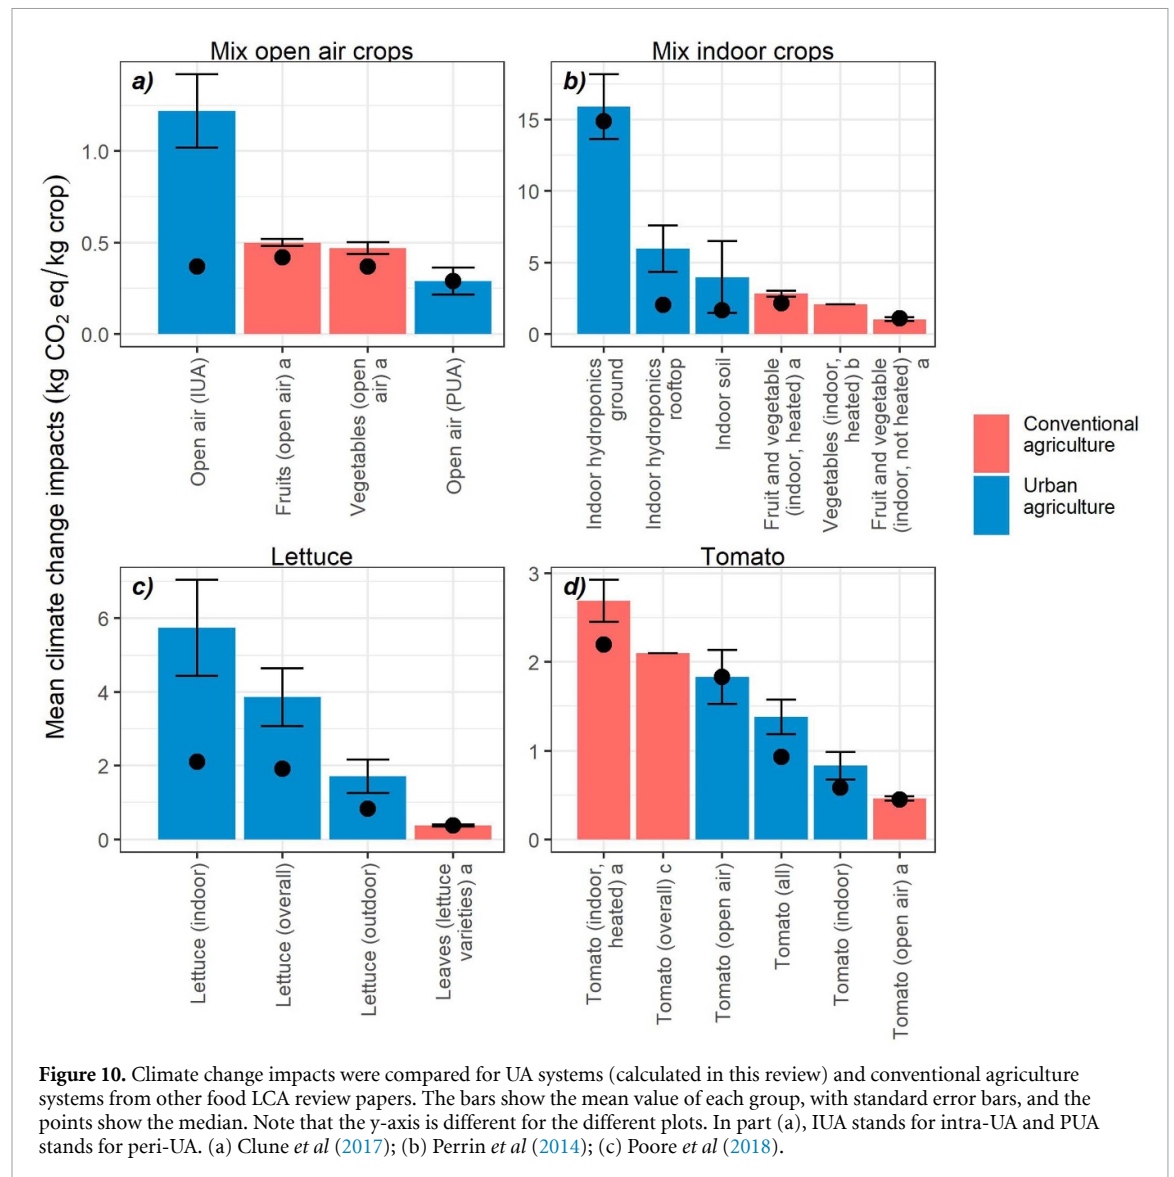 Mean climate change impacts (kg CO₂ eq/kg crop)
Mix open air crops
a)
1.0
0.5
0.0
Open air (IUA)
Fruits (open air) a
Vegetables (open
air) a
Open air (PUA)
Mix indoor crops
b)
15
10
5
0
Indoor hydroponics
ground
Indoor hydroponics
rooftop
Indoor soil
Fruit and vegetable
(indoor, heated) a
Vegetables (indoor,
heated) b
Fruit and vegetable
(indoor, not heated)
a
Conventional
agriculture
Urban
agriculture
Lettuce
c)
6
4
2
0
Lettuce (indoor)
Lettuce (overall)
Lettuce (outdoor)
Leaves (lettuce
varieties) a
Tomato
d)
3
2
1
0
Tomato (indoor,
heated) a
Tomato (overall) c
Tomato (open air)
Tomato (all)
Tomato (indoor)
Tomato (open air) a
Figure 10. Climate change impacts were compared for UA systems (calculated in this review) and conventional agriculture
systems from other food LCA review papers. The bars show the mean value of each group, with standard error bars, and the
points show the median. Note that the y-axis is different for the different plots. In part (a), IUA stands for intra-UA and PUA
stands for peri-UA. (a) Clune et al (2017); (b) Perrin et al (2014); (c) Poore et al (2018).